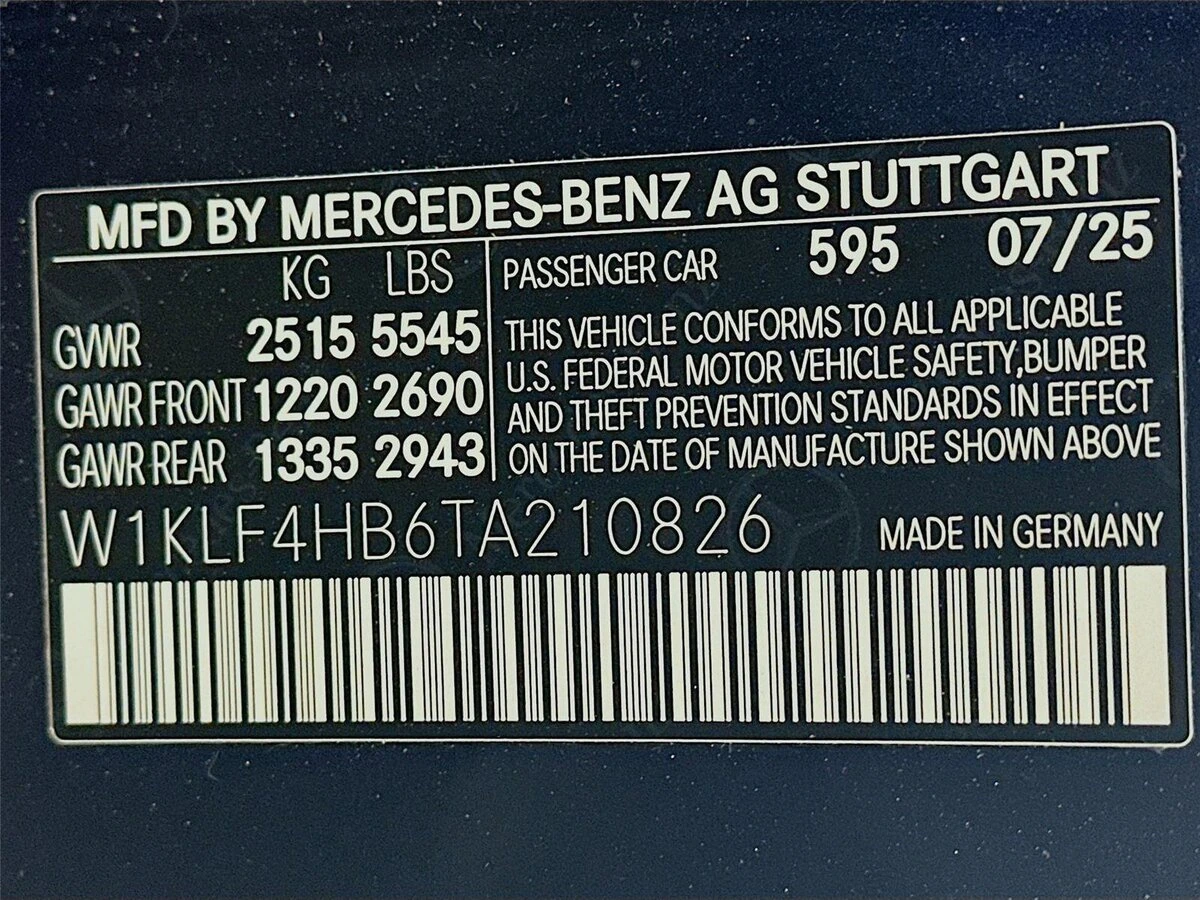 MFD BY MERCEDES-BENZ AG STUTTGART
KG LBS
GVWR 2515 5545
GAWR FRONT 1220 2690
GAWR REAR 1335 2943
PASSENGER CAR 595 07/25
THIS VEHICLE CONFORMS TO ALL APPLICABLE
U.S. FEDERAL MOTOR VEHICLE SAFETY,BUMPER
AND THEFT PREVENTION STANDARDS IN EFFECT
ON THE DATE OF MANUFACTURE SHOWN ABOVE
W1KLF4HB6TA210826 MADE IN GERMANY